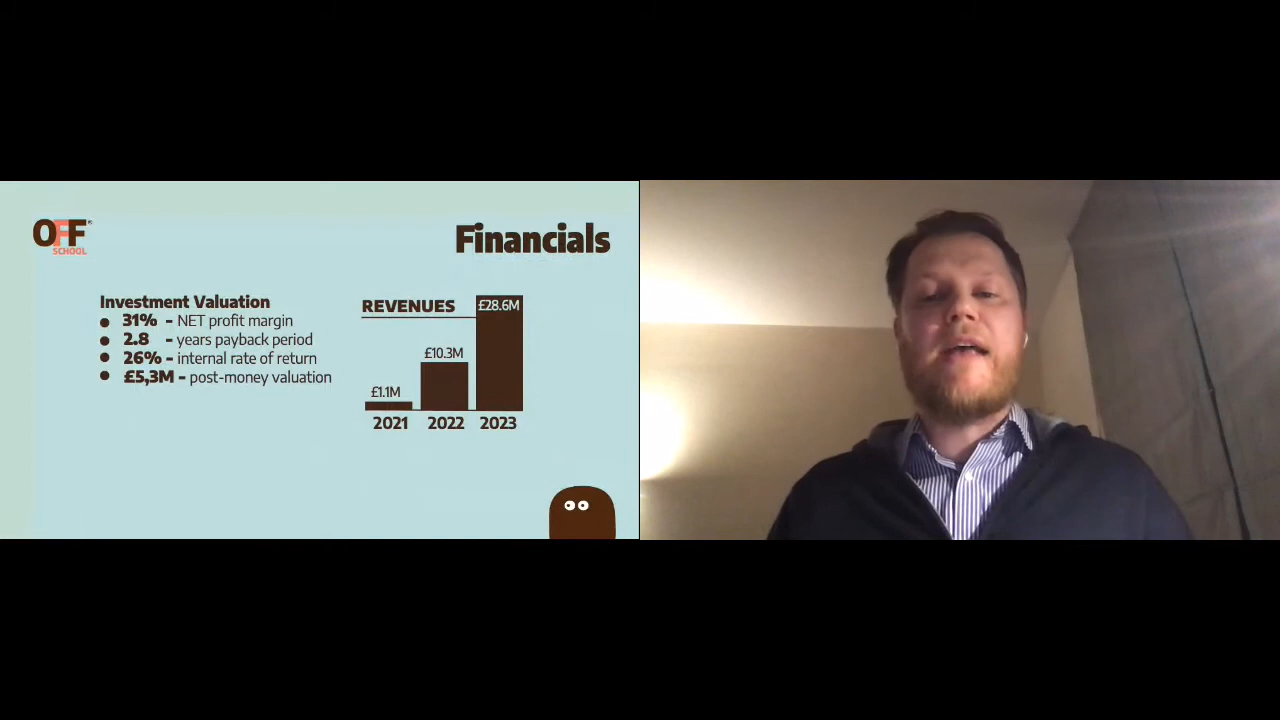 OFF®
SCHOOL
Financials
Investment Valuation
31% - NET profit margin
2.8 - years payback period
26% - internal rate of return
£5,3M - post-money valuation
REVENUES
£1.1M
£10.3M
£28.6M
2021
2022
2023